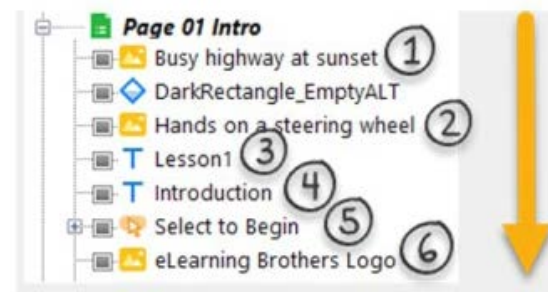 Page 01 Intro
Busy highway at sunset 1
DarkRectangle_EmptyALT
Hands on a steering wheel 2
Lesson1 3
Introduction 4
Select to Begin 5
eLearning Brothers Logo 6